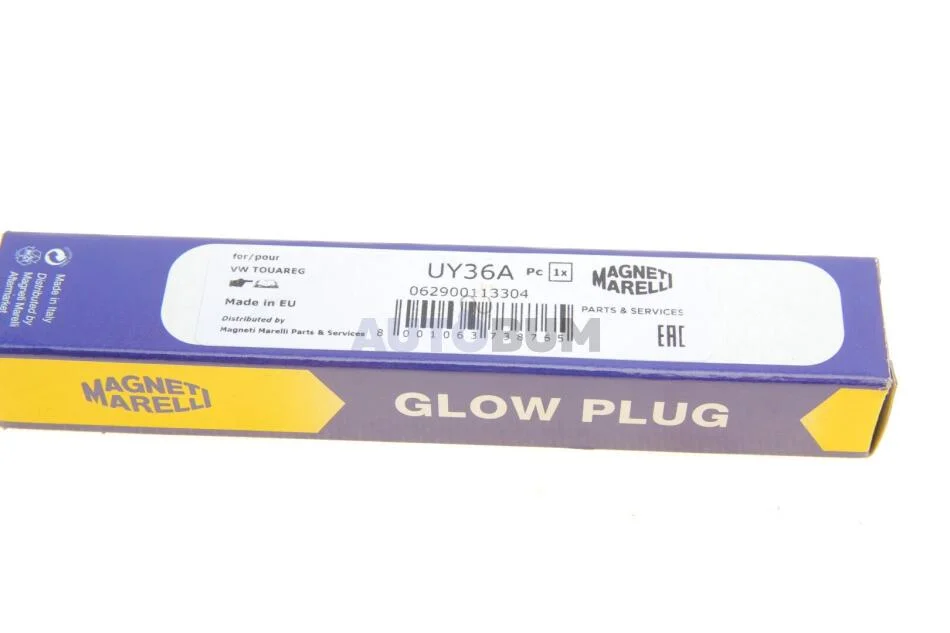 for/pour
VW TOUAREG
Made in EU
Distributed by
Magneti Marelli Parts & Services
UY36A Pc 1x
062900113304
8 001063 738765
MAGNETI
MARELLI
PARTS & SERVICES
EAC
AUTOBUM
Made in Italy
Distributed by
Magneti Marelli
Aftermarket
MAGNETI
MARELLI
GLOW PLUG